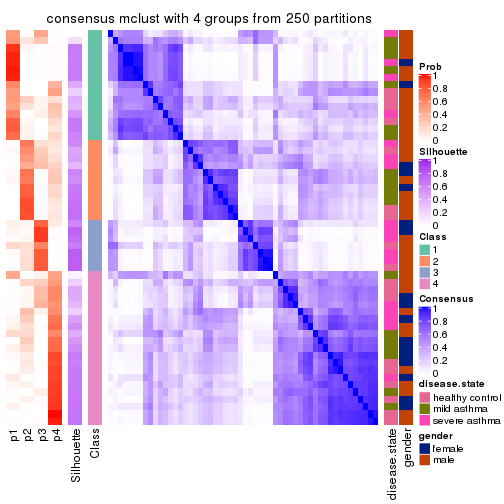 consensus mclust with 4 groups from 250 partitions
Prob
1
0.8
0.6
0.4
0.2
0
Silhouette
1
0.8
0.6
0.4
0.2
0
Class
1
2
3
4
Consensus
1
0.8
0.6
0.4
0.2
0
disease.state
healthy control
mild asthma
severe asthma
gender
female
male
p1
p2
p3
p4
Silhouette
Class
disease.state
gender